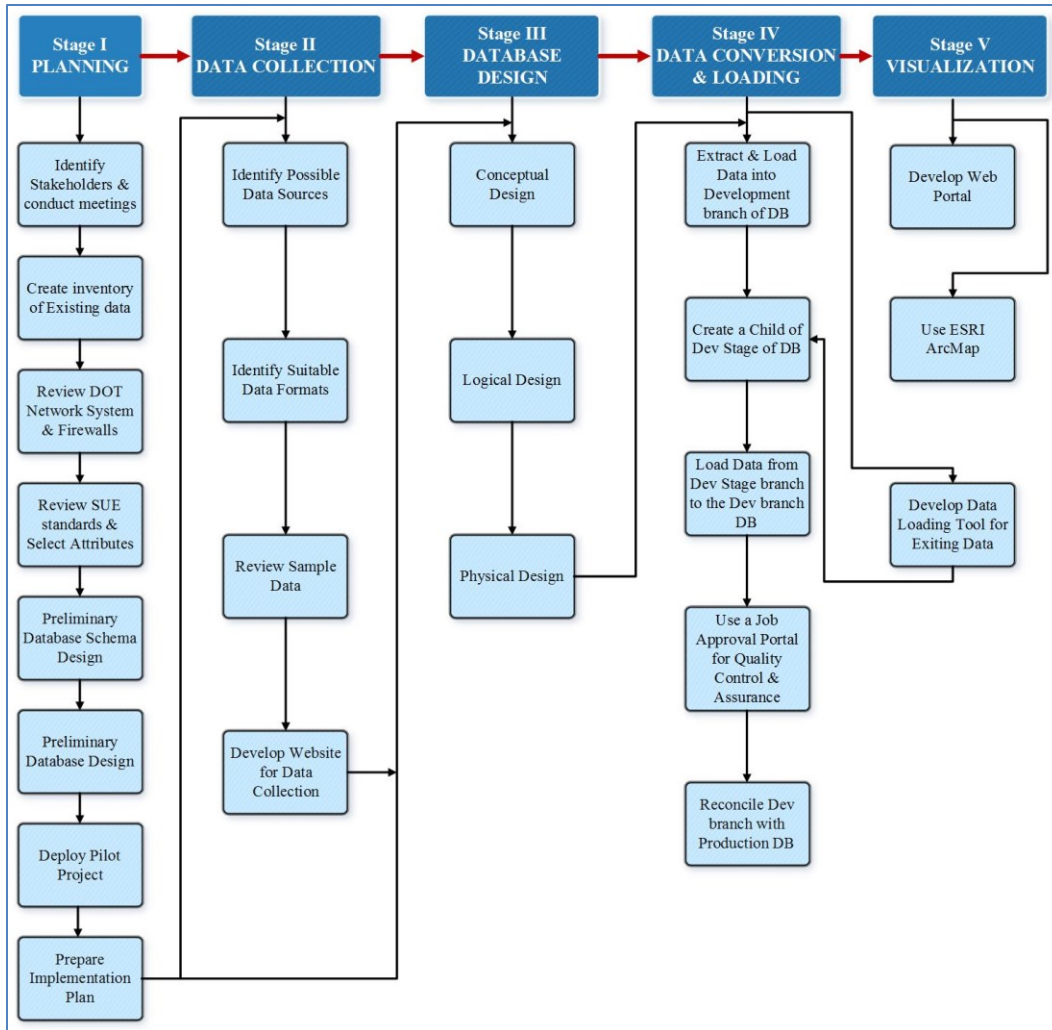 Stage I
PLANNING
Stage II
DATA COLLECTION
Stage III
DATABASE
DESIGN
Stage IV
DATA CONVERSION
& LOADING
Stage V
VISUALIZATION
Identify
Stakeholders &
conduct meetings
Create inventory
of Existing data
Review DOT
Network System
& Firewalls
Review SUE
standards &
Select Attributes
Preliminary
Database Schema
Design
Preliminary
Database Design
Deploy Pilot
Project
Prepare
Implementation
Plan
Identify Possible
Data Sources
Identify Suitable
Data Formats
Review Sample
Data
Develop Website
for Data
Collection
Conceptual
Design
Logical Design
Physical Design
Extract & Load
Data into
Development
branch of DB
Create a Child of
Dev Stage of DB
Load Data from
Dev Stage branch
to the Dev branch
DB
Use a Job
Approval Portal
for Quality
Control &
Assurance
Reconcile Dev
branch with
Production DB
Develop Web
Portal
Use ESRI
ArcMap
Develop Data
Loading Tool for
Exiting Data